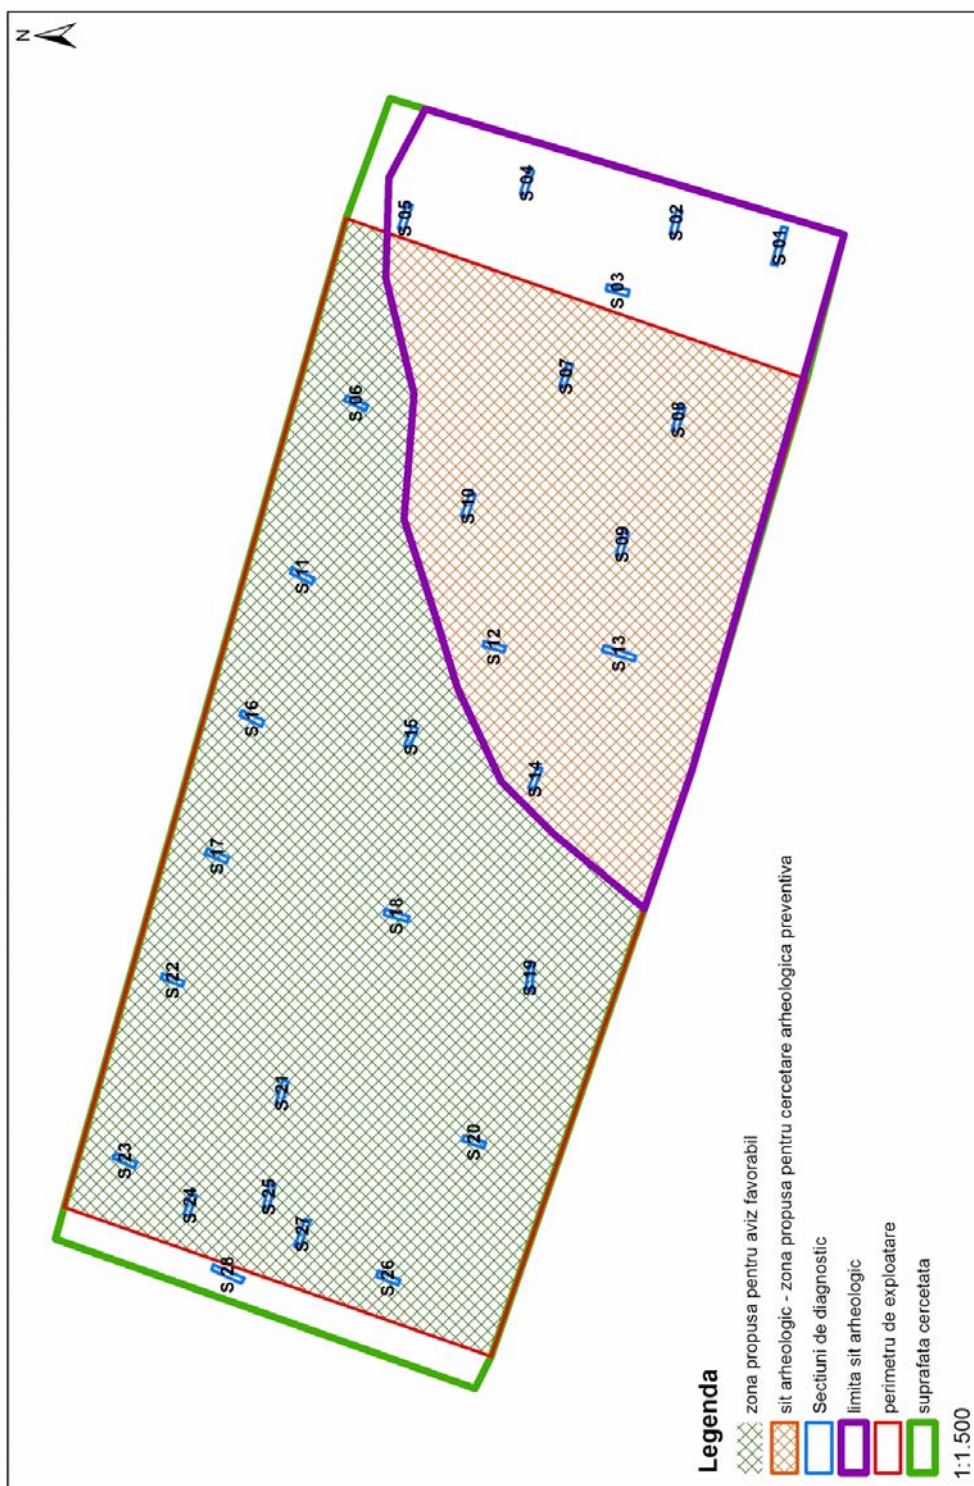 N
S-05
S-04
S-02
S-01
S-03
S-06
S-07
S-08
S-10
S-09
S-11
S-12
S-13
S-16
S-15
S-14
S-17
S-18
S-19
S-22
S-21
S-20
S-23
S-24
S-25
S-27
S-28
S-26
Legenda
zona propusa pentru aviz favorabil
sit arheologic - zona propusa pentru cercetare arheologica preventiva
Sectiuni de diagnostic
limita sit arheologic
perimetru de exploatare
suprafata cercetata
1:1.500